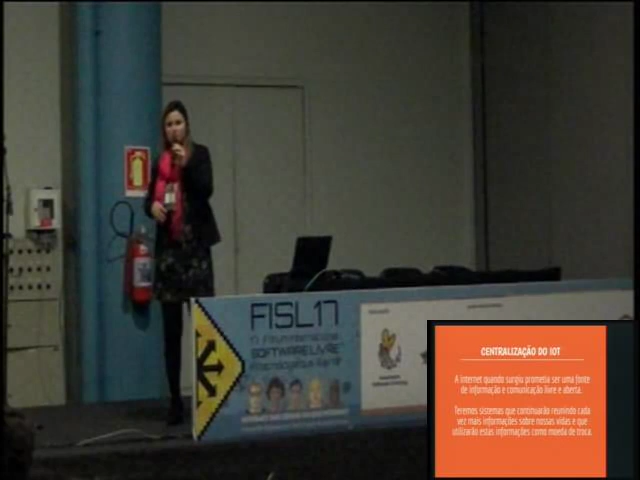 FISL17
SOFTWARE LIVRE
CENTRALIZAÇÃO DO IOT
A internet quando surgiu prometia ser uma fonte
de informação e comunicação livre e aberta.
Teremos sistemas que continuarão reunindo cada
vez mais informações sobre nossas vidas e que
utilizarão estas informações como moeda de troca.